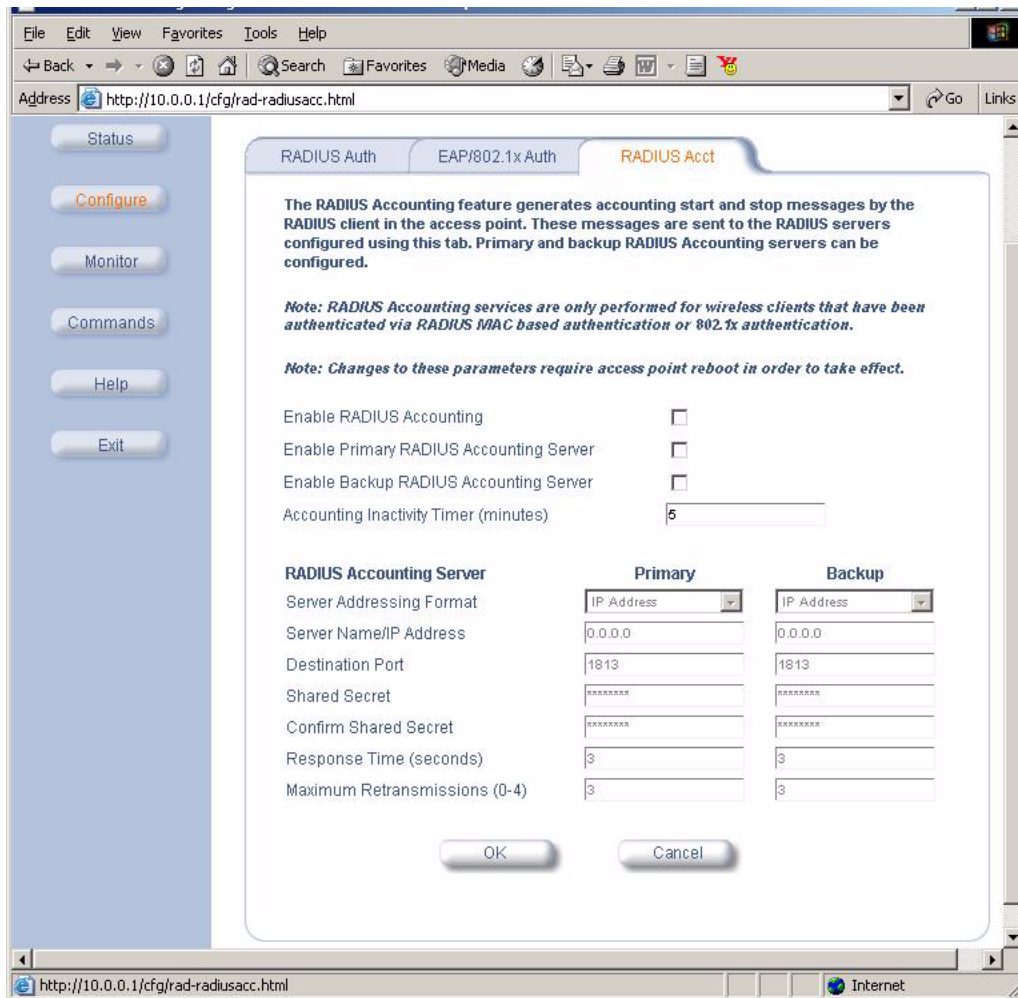 File Edit View Favorites Tools Help
Back Search Favorites Media
Address http://10.0.0.1/cfg/rad-radiusacc.html Go Links
Status
Configure
Monitor
Commands
Help
Exit
RADIUS Auth EAP/802.1x Auth RADIUS Acct
The RADIUS Accounting feature generates accounting start and stop messages by the
RADIUS client in the access point. These messages are sent to the RADIUS servers
configured using this tab. Primary and backup RADIUS Accounting servers can be
configured.
Note: RADIUS Accounting services are only performed for wireless clients that have been
authenticated via RADIUS MAC based authentication or 802.1x authentication.
Note: Changes to these parameters require access point reboot in order to take effect.
Enable RADIUS Accounting
Enable Primary RADIUS Accounting Server
Enable Backup RADIUS Accounting Server
Accounting Inactivity Timer (minutes) 5
RADIUS Accounting Server Primary Backup
Server Addressing Format IP Address IP Address
Server Name/IP Address 0.0.0.0 0.0.0.0
Destination Port 1813 1813
Shared Secret ******** ********
Confirm Shared Secret ******** ********
Response Time (seconds) 3 3
Maximum Retransmissions (0-4) 3 3
OK Cancel
http://10.0.0.1/cfg/rad-radiusacc.html Internet